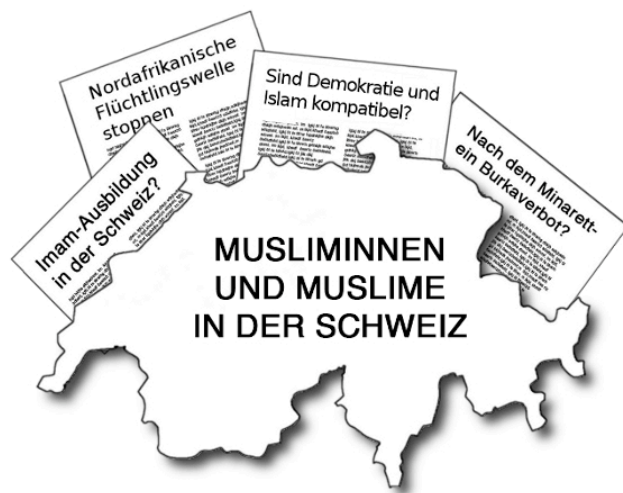 Nordafrikanische
Flüchtlingswelle
stoppen
Sind Demokratie und
Islam kompatibel?
Imam-Ausbildung
in der Schweiz?
Nach dem Minarett-
ein Burkaverbot?
MUSLIMINNEN
UND MUSLIME
IN DER SCHWEIZ